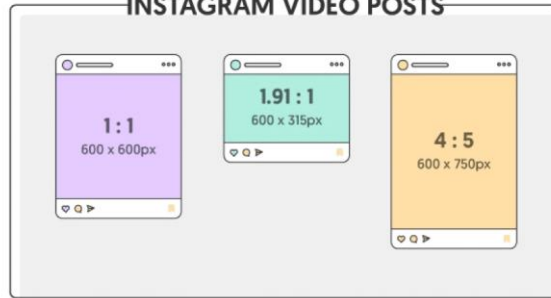 INSTAGRAM VIDEO POSTS
1 : 1
600 x 600px
1.91 : 1
600 x 315px
4 : 5
600 x 750px